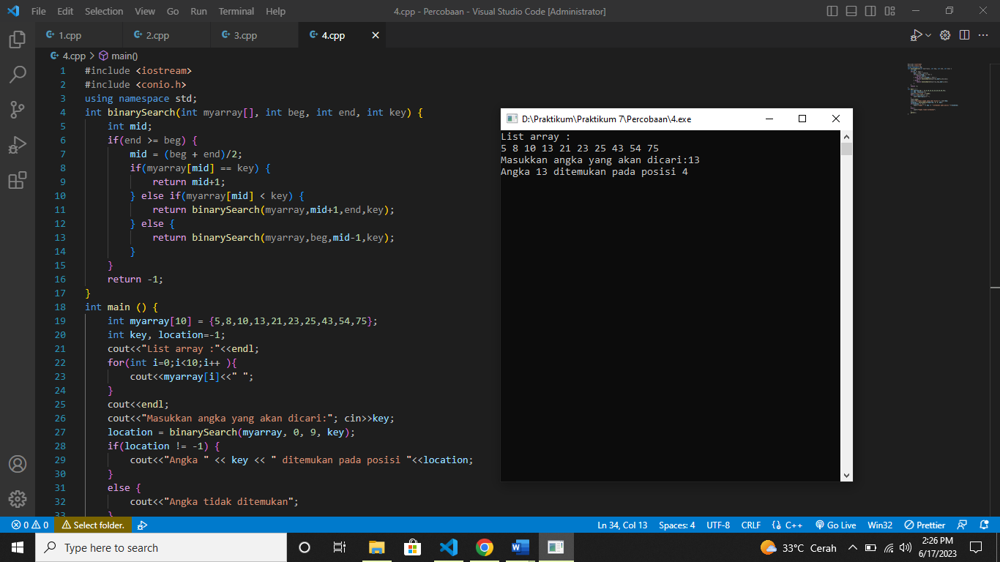 File Edit Selection View Go Run Terminal Help
4.cpp - Percobaan - Visual Studio Code [Administrator]
1.cpp 2.cpp 3.cpp 4.cpp
4.cpp > main()
1 #include <iostream>
2 #include <conio.h>
3 using namespace std;
4 int binarySearch(int myarray[], int beg, int end, int key) {
5 int mid;
6 if(end >= beg) {
7 mid = (beg + end)/2;
8 if(myarray[mid] == key) {
9 return mid+1;
10 } else if(myarray[mid] < key) {
11 return binarySearch(myarray,mid+1,end,key);
12 } else {
13 return binarySearch(myarray,beg,mid-1,key);
14 }
15 }
16 return -1;
17 }
18 int main () {
19 int myarray[10] = {5,8,10,13,21,23,25,43,54,75};
20 int key, location=-1;
21 cout<<"List array :"<<endl;
22 for(int i=0;i<10;i++ ){
23 cout<<myarray[i]<<" ";
24 }
25 cout<<endl;
26 cout<<"Masukkan angka yang akan dicari:"; cin>>key;
27 location = binarySearch(myarray, 0, 9, key);
28 if(location != -1) {
29 cout<<"Angka " << key << " ditemukan pada posisi "<<location;
30 }
31 else {
32 cout<<"Angka tidak ditemukan";
33 }
D:\Praktikum\Praktikum 7\Percobaan\4.exe
List array :
5 8 10 13 21 23 25 43 54 75
Masukkan angka yang akan dicari:13
Angka 13 ditemukan pada posisi 4
0 0 Select folder. Ln 34, Col 13 Spaces: 4 UTF-8 CRLF C++ Go Live Win32 Prettier
Type here to search
33°C Cerah
2:26 PM
6/17/2023